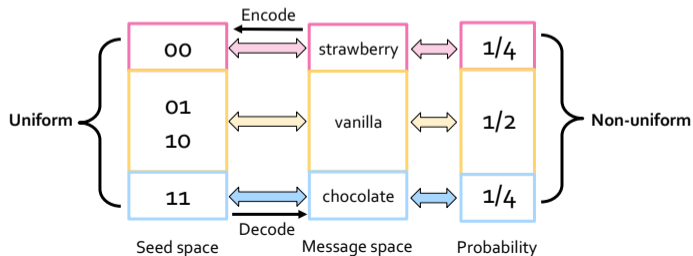 Encode
00 strawberry 1/4
01
Uniform vanilla 1/2 Non-uniform
10
11 chocolate 1/4
Decode
Seed space Message space Probability